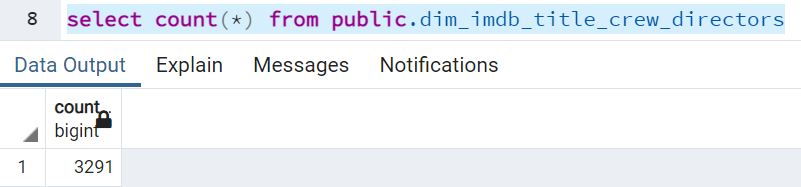 8 select count(*) from public.dim_imdb_title_crew_directors
Data Output Explain Messages Notifications
count
bigint
1 3291